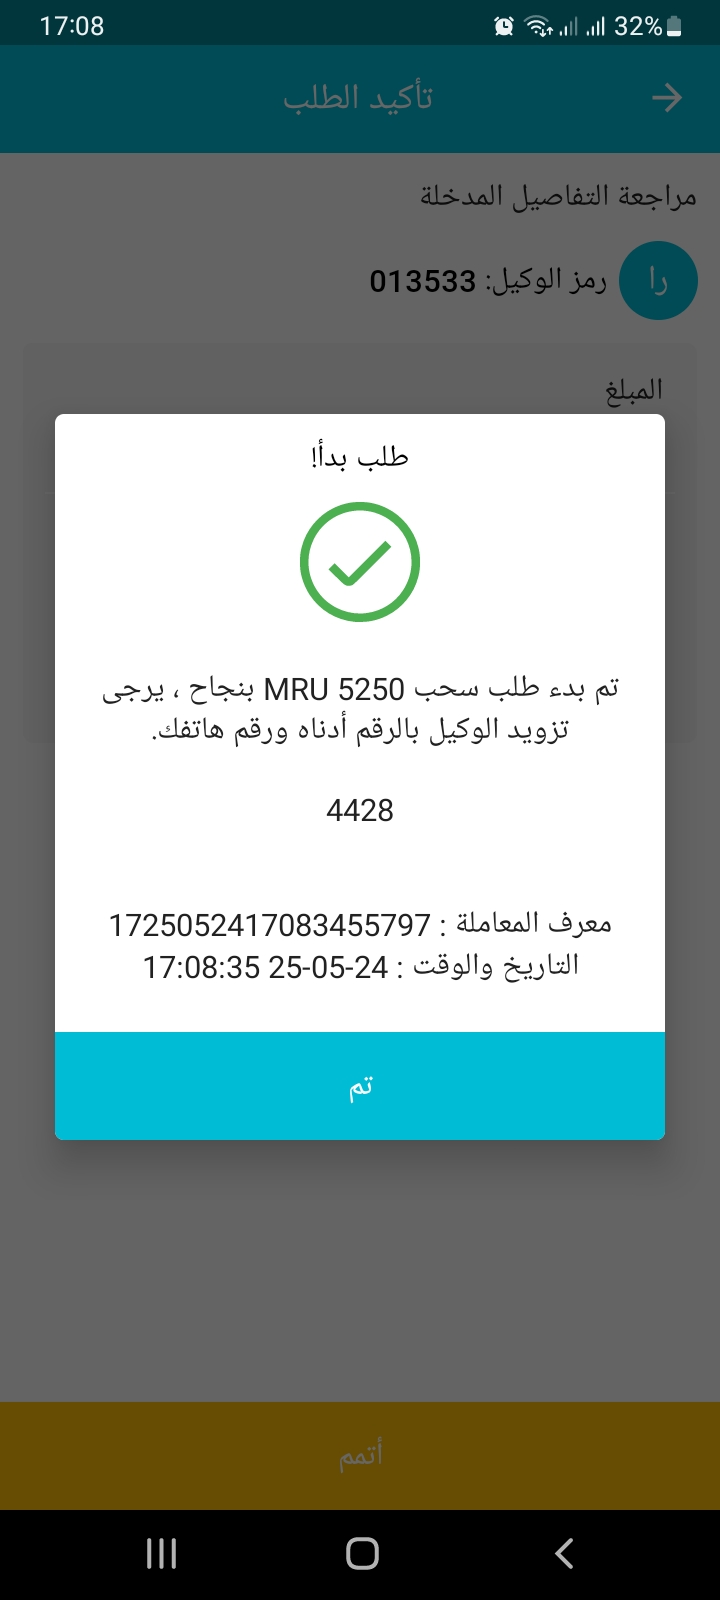 17:08 32%
تأكيد الطلب
مراجعة التفاصيل المدخلة
را
رمز الوكيل: 013533
المبلغ
طلب بدأ!
تم بدء طلب سحب MRU 5250 بنجاح ، يرجى
تزويد الوكيل بالرقم أدناه ورقم هاتفك.
4428
معرف المعاملة : 1725052417083455797
التاريخ والوقت : 24-05-25 17:08:35
تم
أتمم